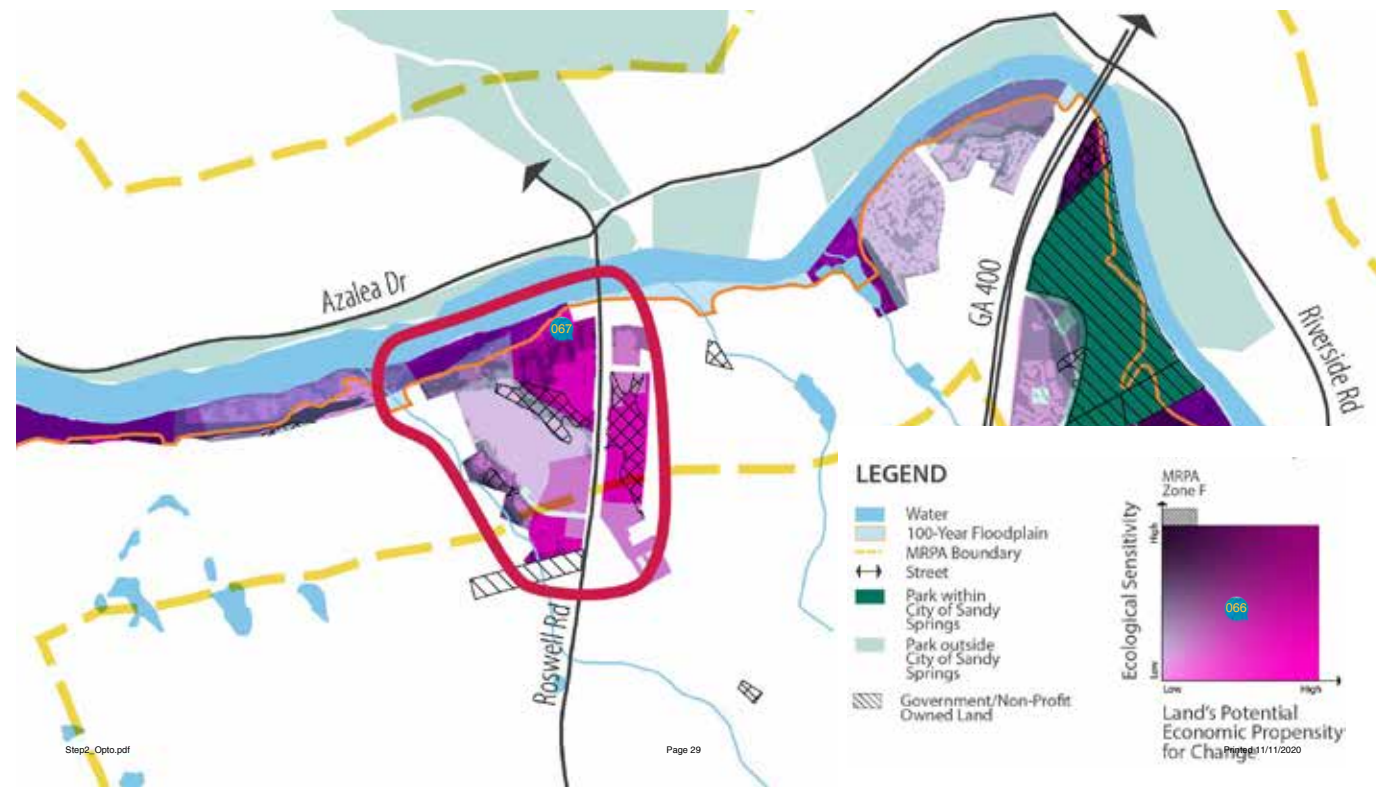 Azalea Dr
067
GA 400
Riverside Rd
Roswell Rd
LEGEND
Water
100-Year Floodplain
MRPA Boundary
Street
Park within
City of Sandy
Springs
Park outside
City of Sandy
Springs
Government/Non-Profit
Owned Land
MRPA
Zone F
Ecological Sensitivity
High
Low
066
Low
High
Land's Potential
Economic Propensity
for Change
Step2_Opto.pdf
Page 29
Printed 11/11/2020